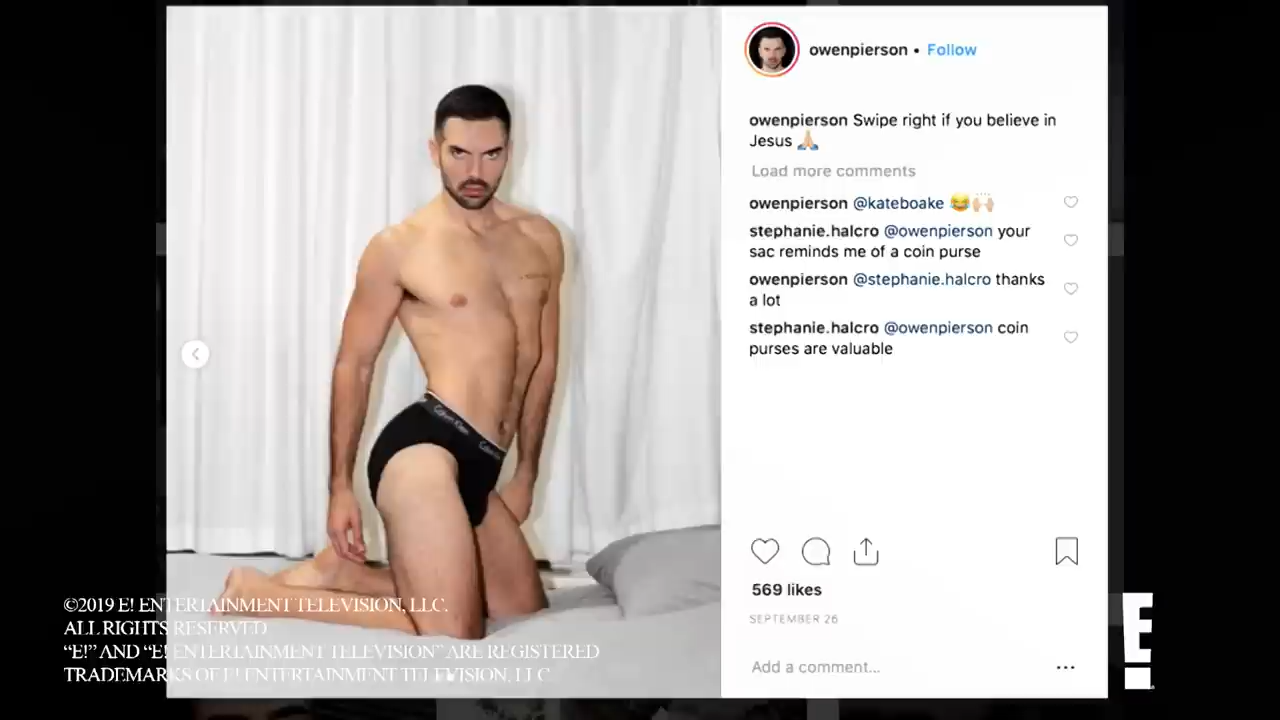 owenpierson • Follow
owenpierson Swipe right if you believe in
Jesus 🙏🏼
Load more comments
owenpierson @kateboake 😂🙌🏼
stephanie.halcro @owenpierson your
sac reminds me of a coin purse
owenpierson @stephanie.halcro thanks
a lot
stephanie.halcro @owenpierson coin
purses are valuable
569 likes
SEPTEMBER 26
Add a comment...
Calvin Klein
©2019 E! ENTERTAINMENT TELEVISION, LLC.
ALL RIGHTS RESERVED
“E!” AND “E! ENTERTAINMENT TELEVISION” ARE REGISTERED
TRADEMARKS OF E! ENTERTAINMENT TELEVISION, LLC.
E!